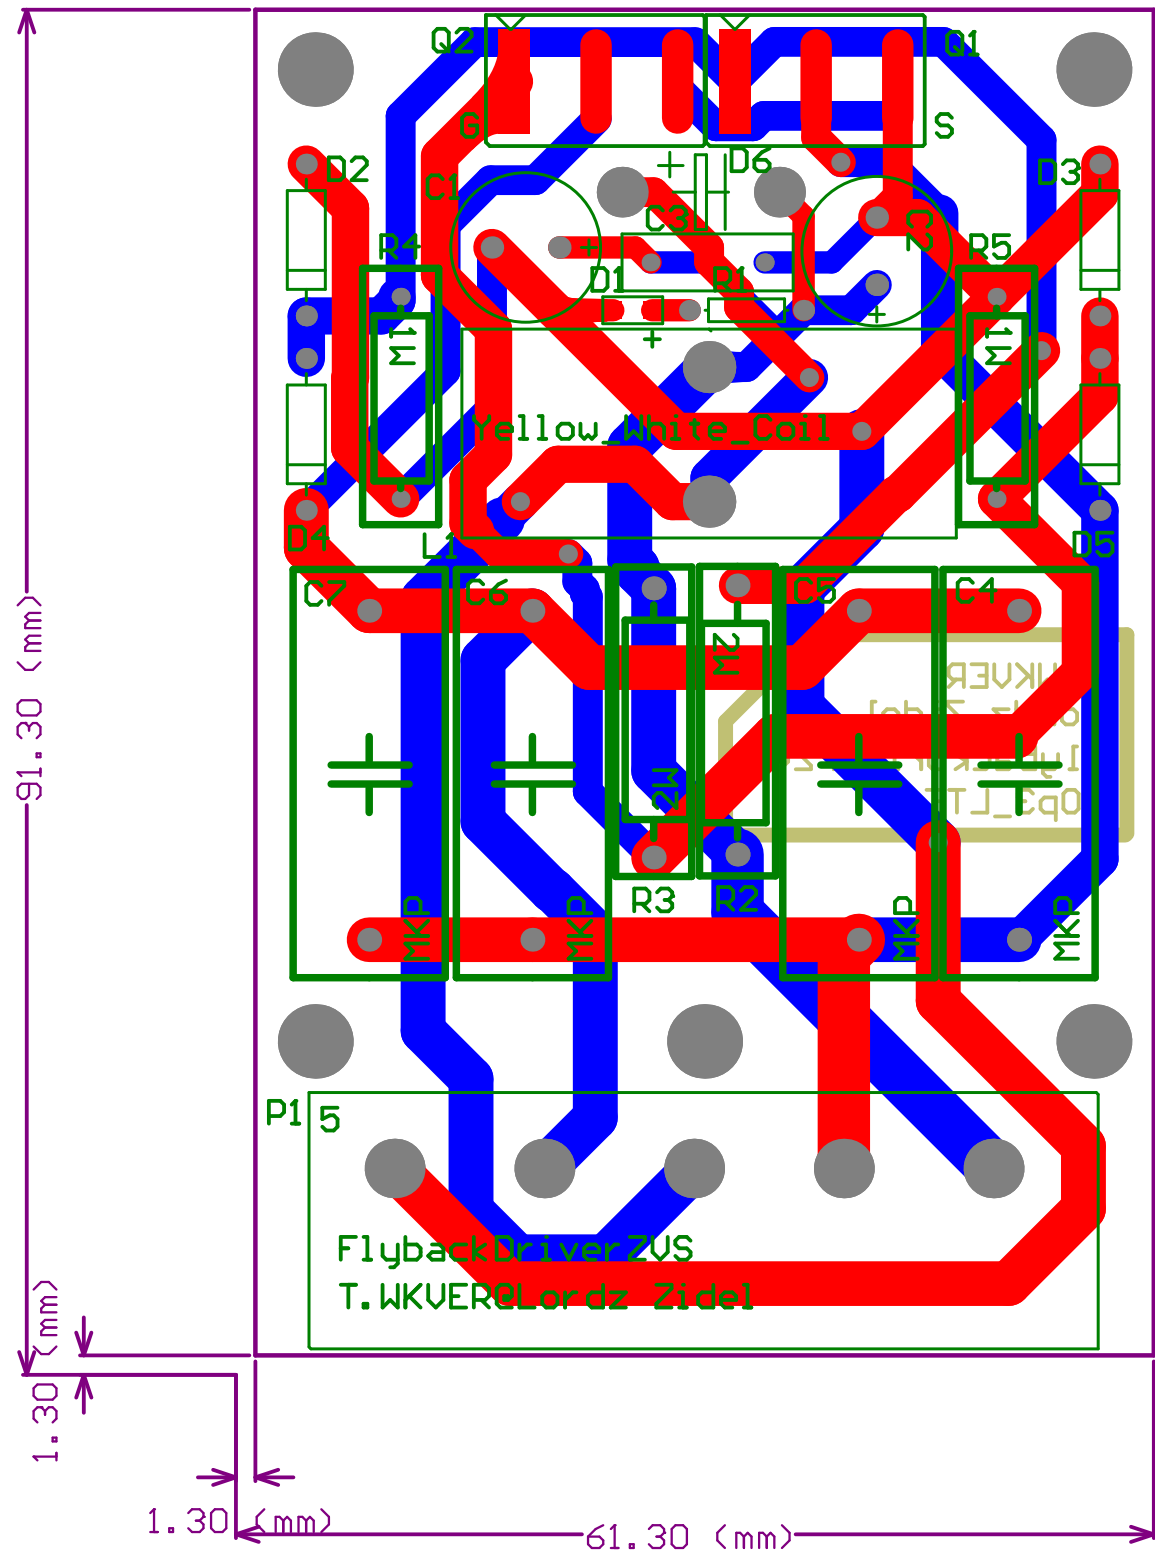 Q2
Q1
G
S
D2
D6
D3
C1
C3
C2
R4
R5
D1
R1
1M
1M
Yellow_White_Coil
D4
L1
D5
C7
C6
C5
C4
2W
2W
R3
R2
MKP
MKP
MKP
MKP
P1
5
FlybackDriverZVS
T.WKVER@Lordz Zidel
91.30 (mm)
1.30 (mm)
1.30 (mm)
61.30 (mm)